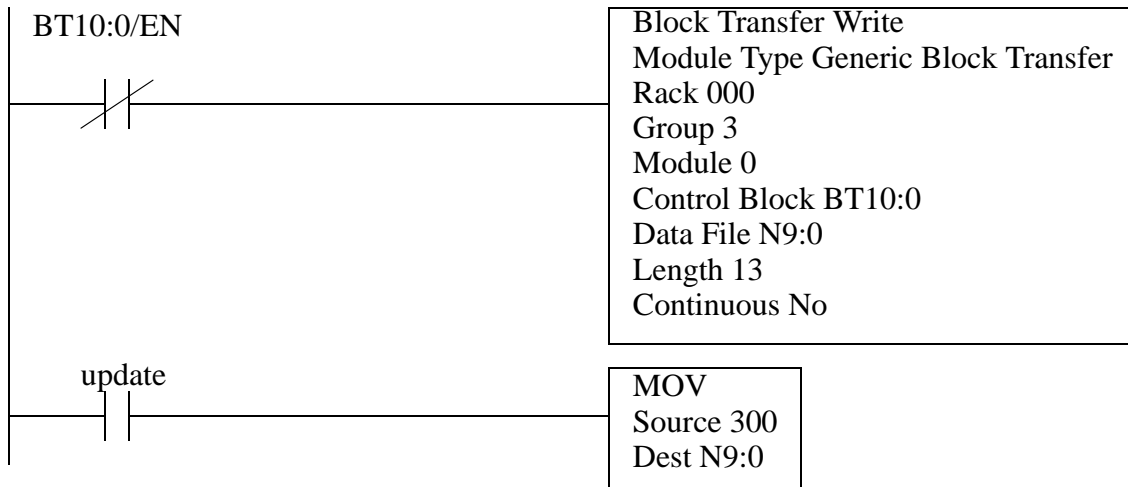 BT10:0/EN
Block Transfer Write
Module Type Generic Block Transfer
Rack 000
Group 3
Module 0
Control Block BT10:0
Data File N9:0
Length 13
Continuous No
update
MOV
Source 300
Dest N9:0